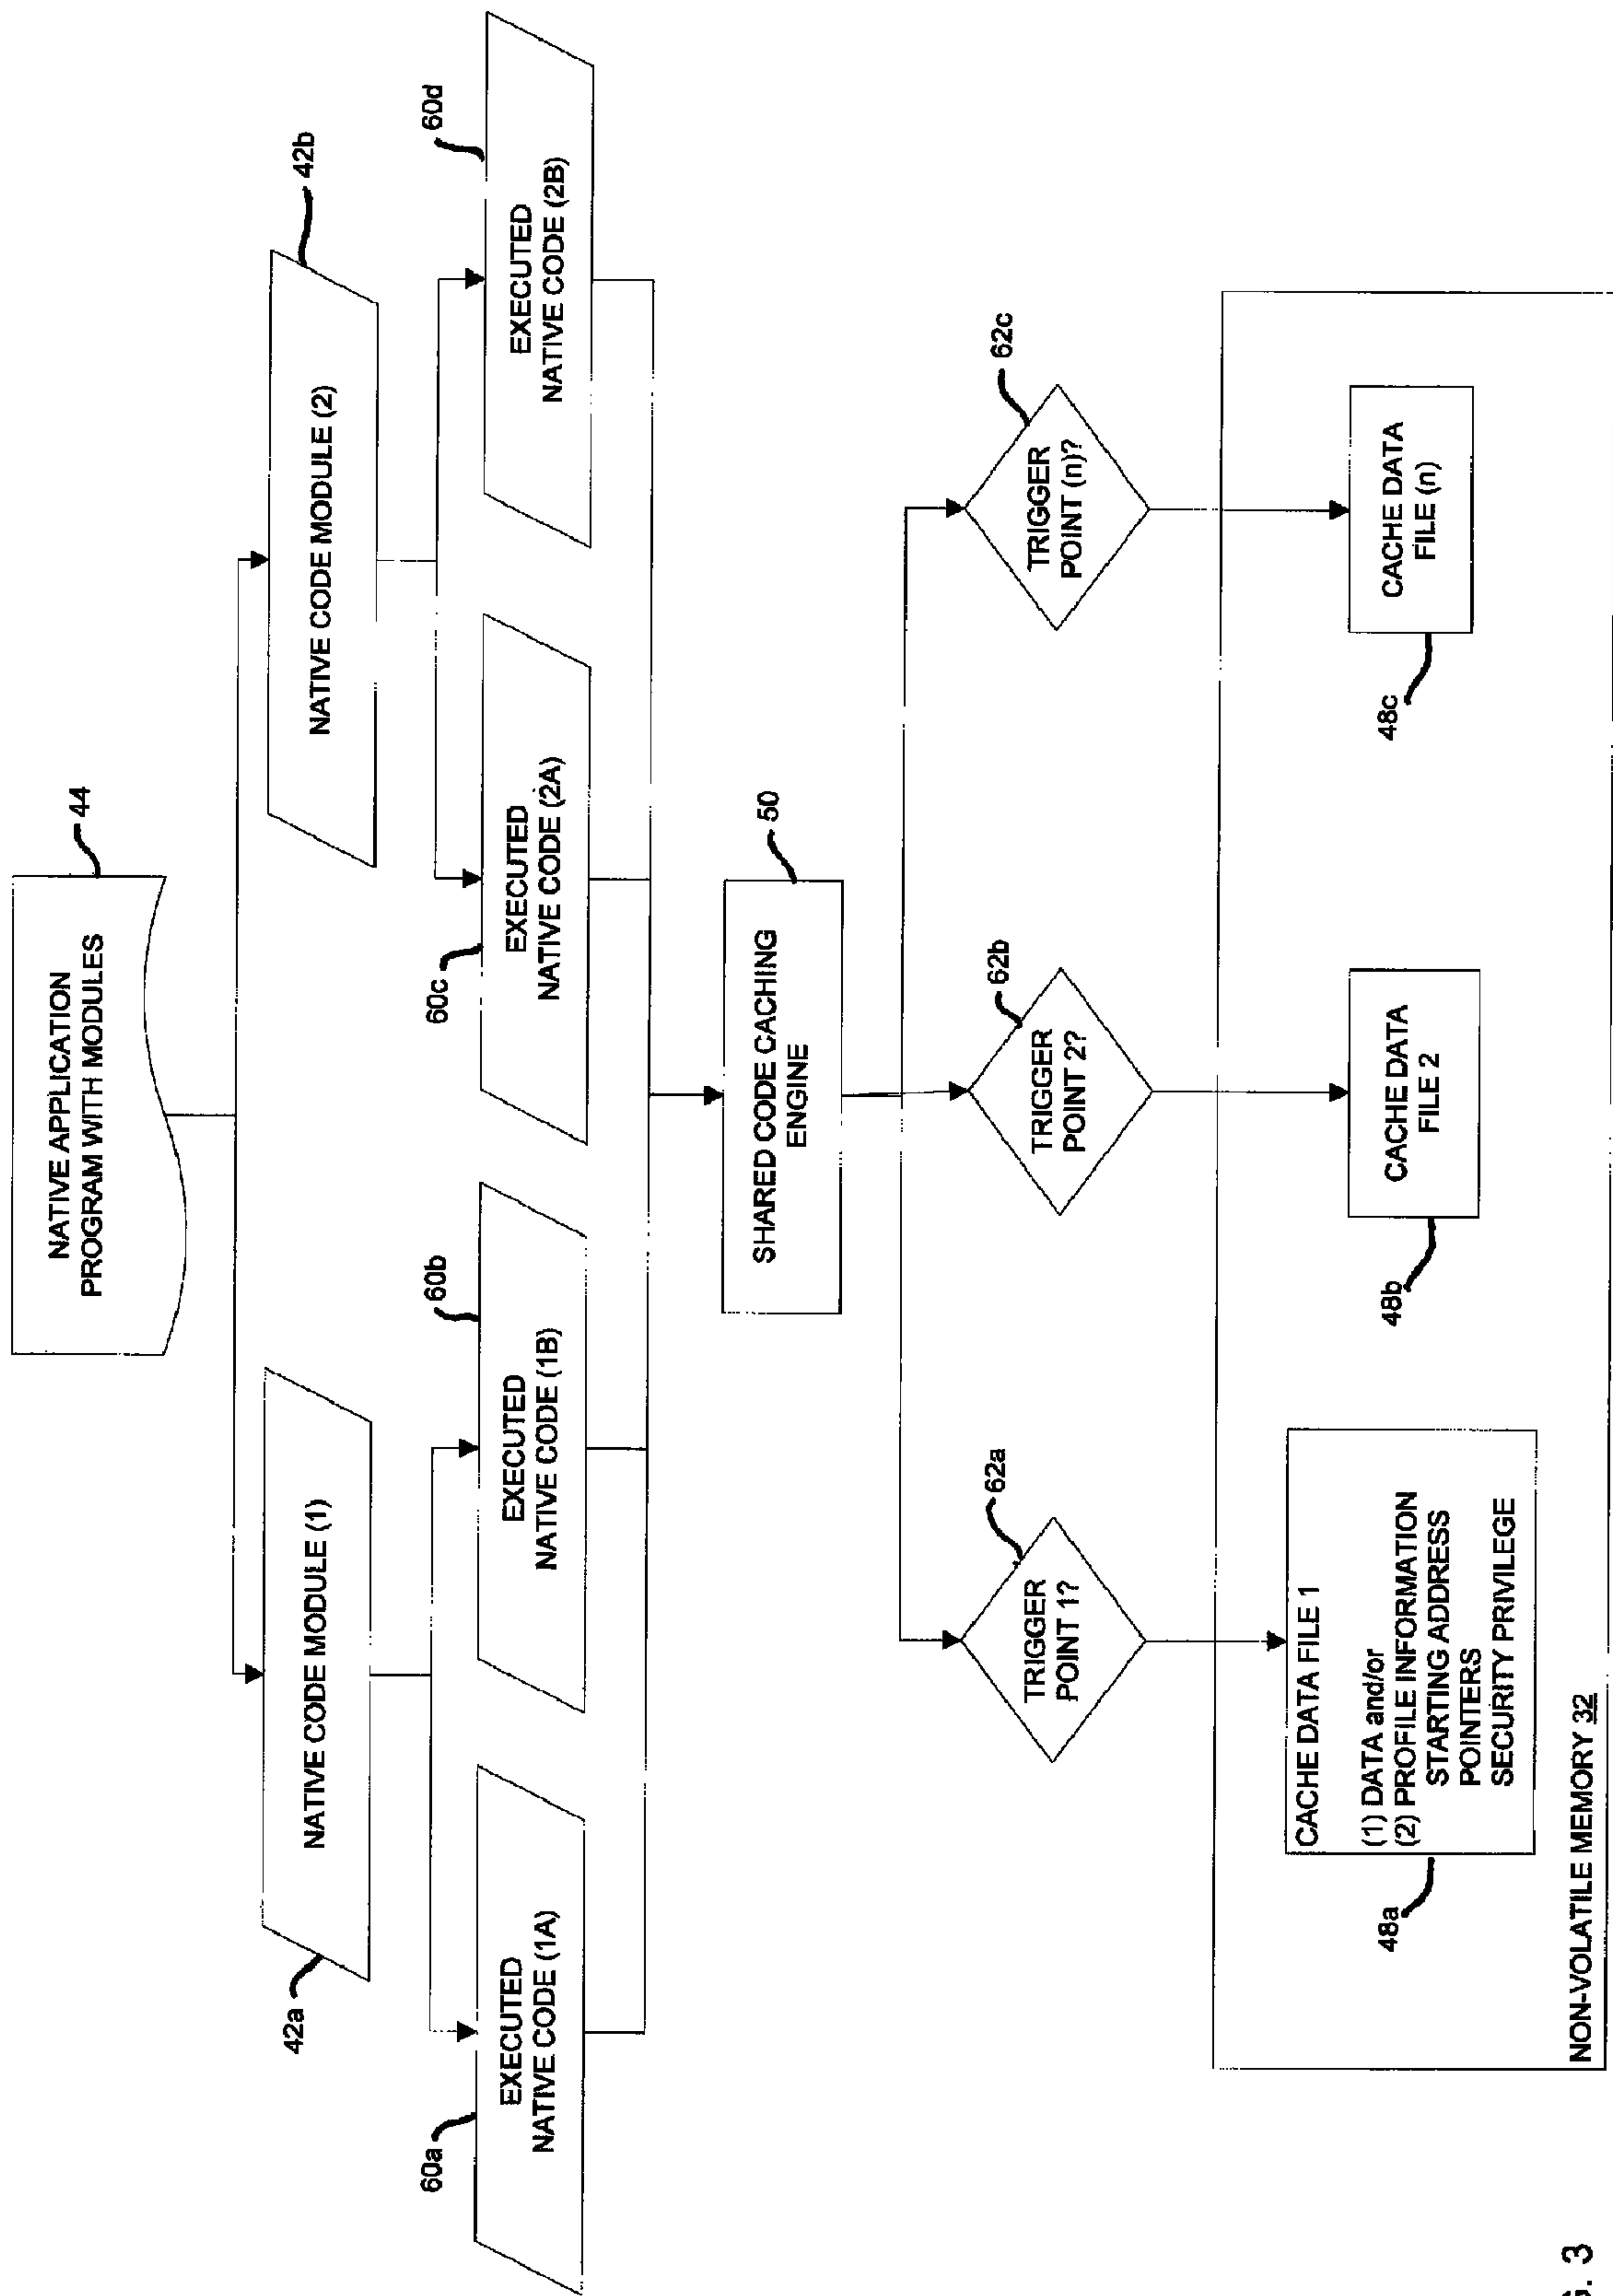 NATIVE APPLICATION
PROGRAM WITH MODULES
44
NATIVE CODE MODULE (1)
42a
NATIVE CODE MODULE (2)
42b
EXECUTED
NATIVE CODE (1A)
60a
EXECUTED
NATIVE CODE (1B)
60b
EXECUTED
NATIVE CODE (2A)
60c
EXECUTED
NATIVE CODE (2B)
60d
SHARED CODE CACHING
ENGINE
50
TRIGGER
POINT 1?
62a
TRIGGER
POINT 2?
62b
TRIGGER
POINT (n)?
62c
CACHE DATA FILE 1
(1) DATA and/or
(2) PROFILE INFORMATION
STARTING ADDRESS
POINTERS
SECURITY PRIVILEGE
48a
CACHE DATA
FILE 2
48b
CACHE DATA
FILE (n)
48c
NON-VOLATILE MEMORY 32
G. 3